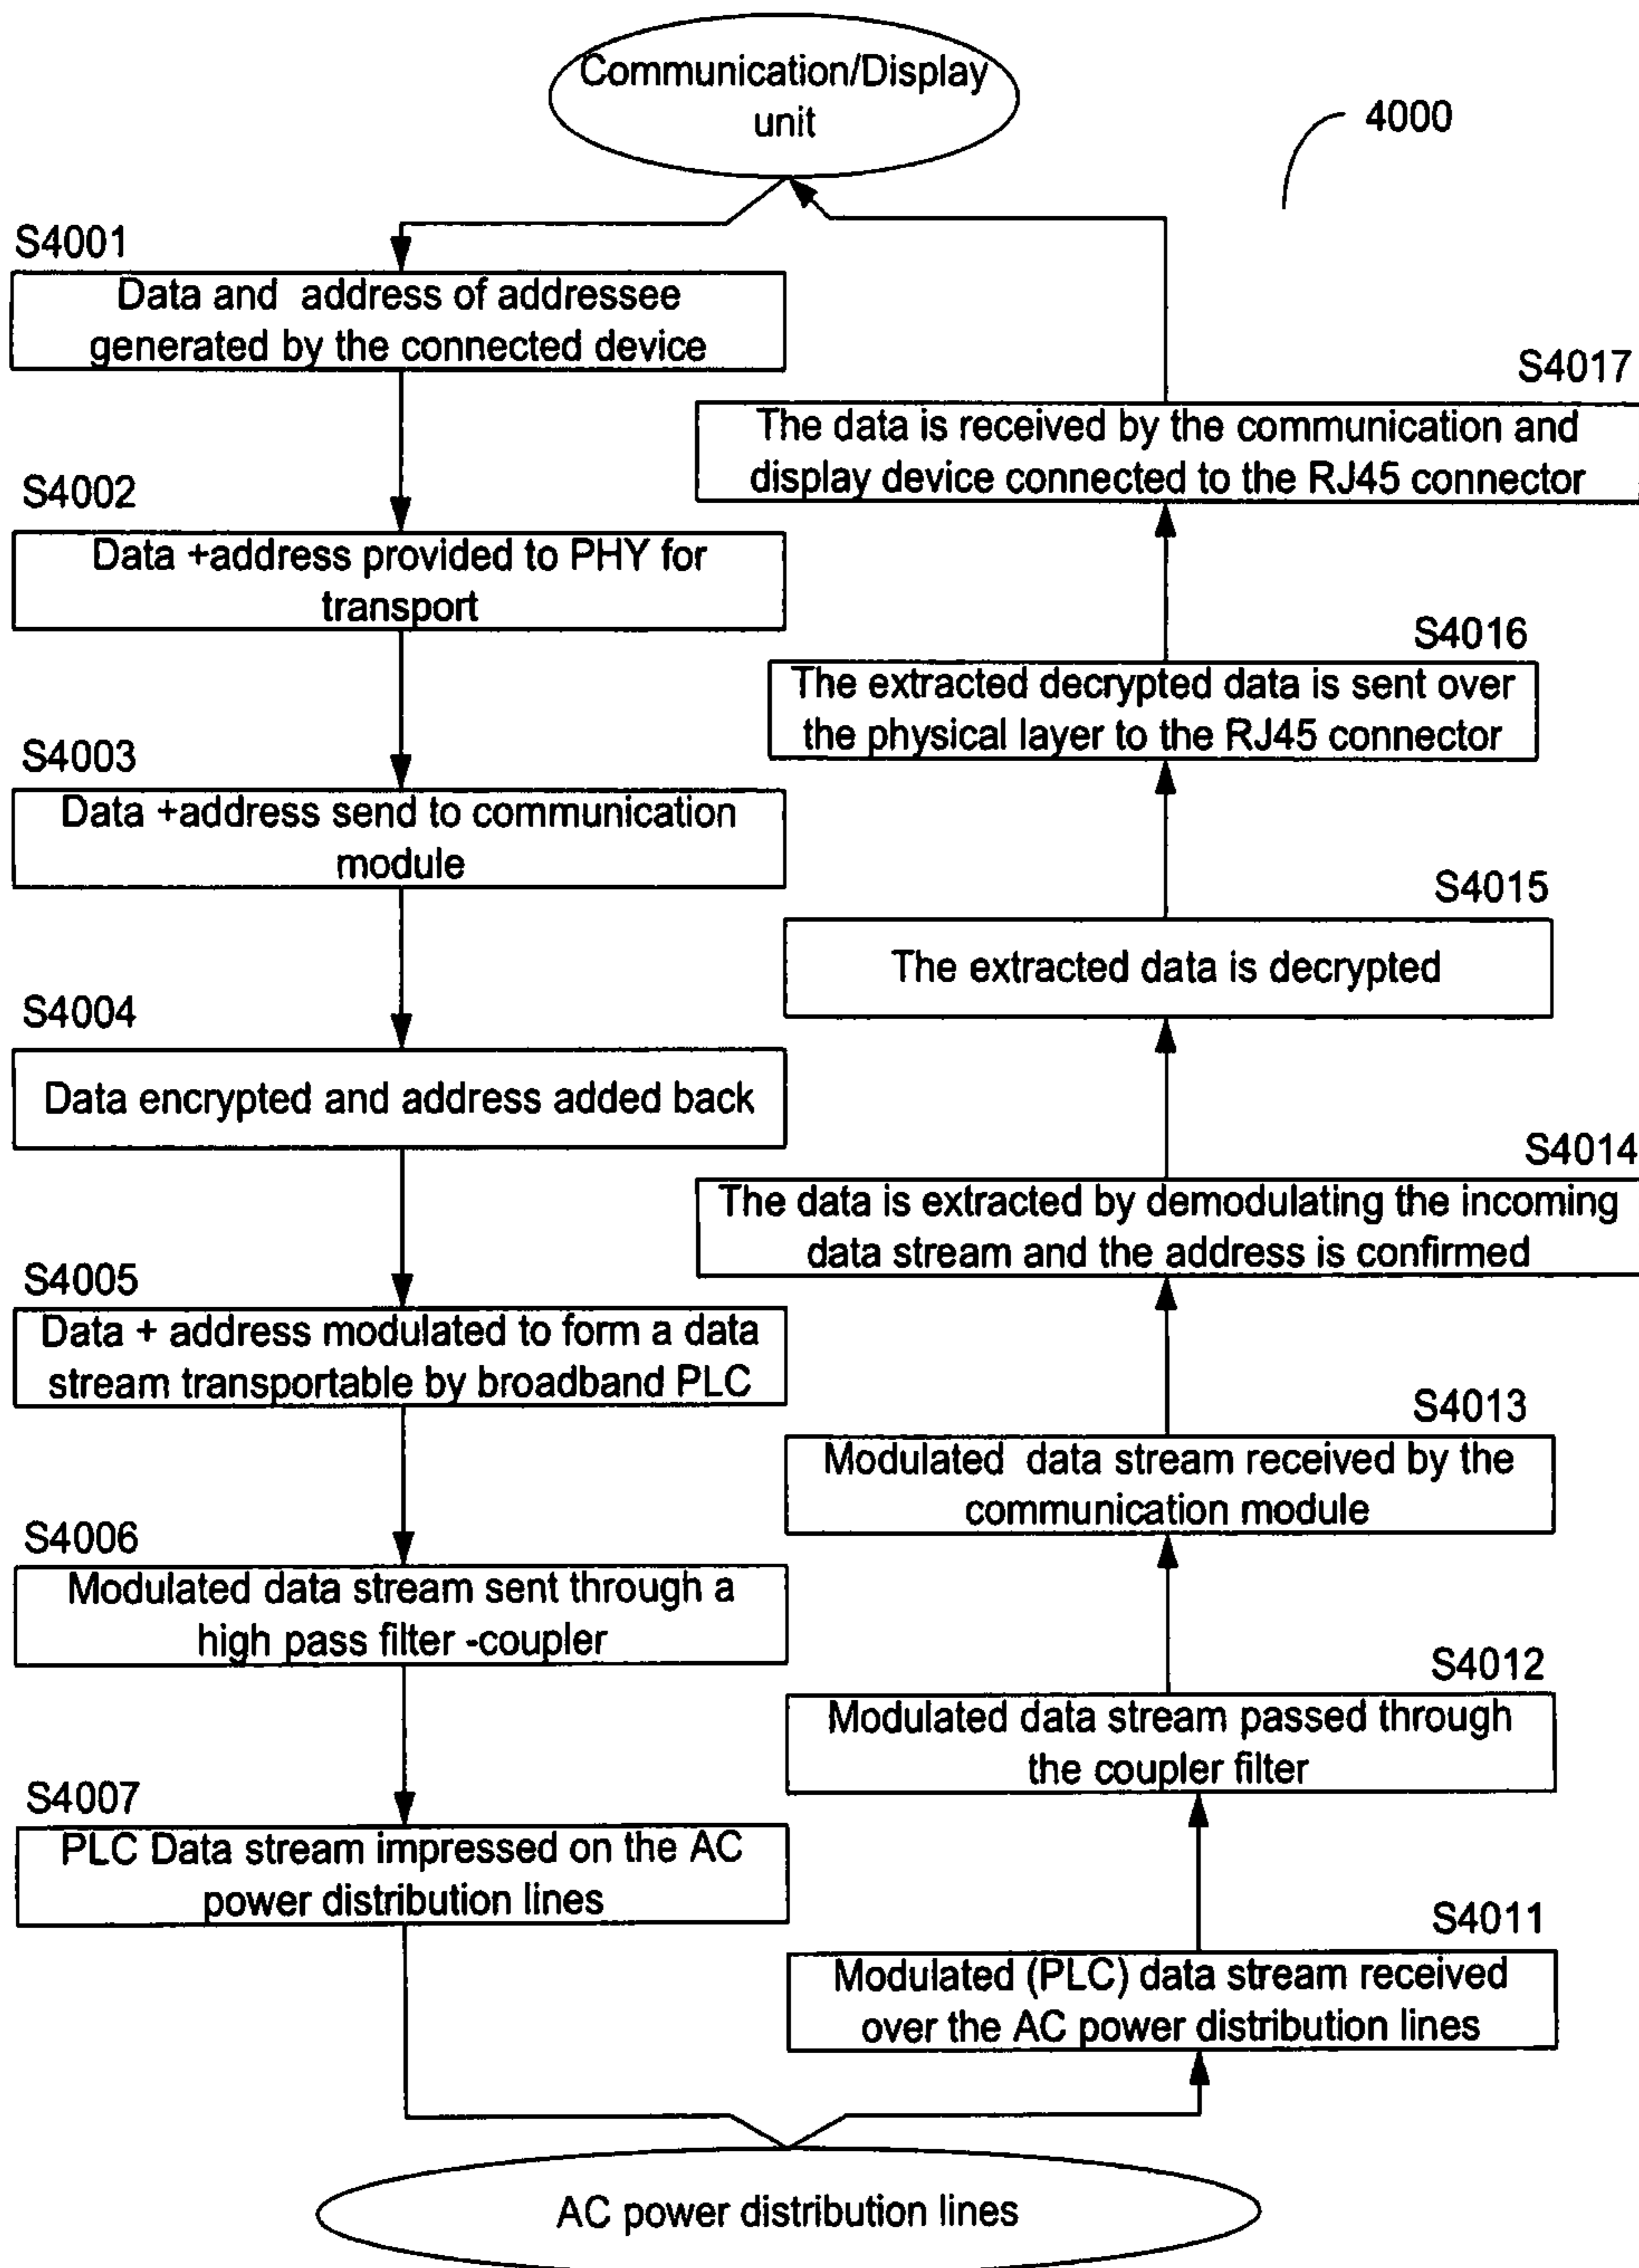 Communication/Display
unit
4000
S4001
Data and address of addressee
generated by the connected device
S4002
Data +address provided to PHY for
transport
S4003
Data +address send to communication
module
S4004
Data encrypted and address added back
S4005
Data + address modulated to form a data
stream transportable by broadband PLC
S4006
Modulated data stream sent through a
high pass filter -coupler
S4007
PLC Data stream impressed on the AC
power distribution lines
S4017
The data is received by the communication and
display device connected to the RJ45 connector
S4016
The extracted decrypted data is sent over
the physical layer to the RJ45 connector
S4015
The extracted data is decrypted
S4014
The data is extracted by demodulating the incoming
data stream and the address is confirmed
S4013
Modulated data stream received by the
communication module
S4012
Modulated data stream passed through
the coupler filter
S4011
Modulated (PLC) data stream received
over the AC power distribution lines
AC power distribution lines